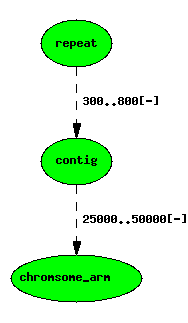 repeat
300..800[-]
contig
25000..50000[-]
chromsome_arm